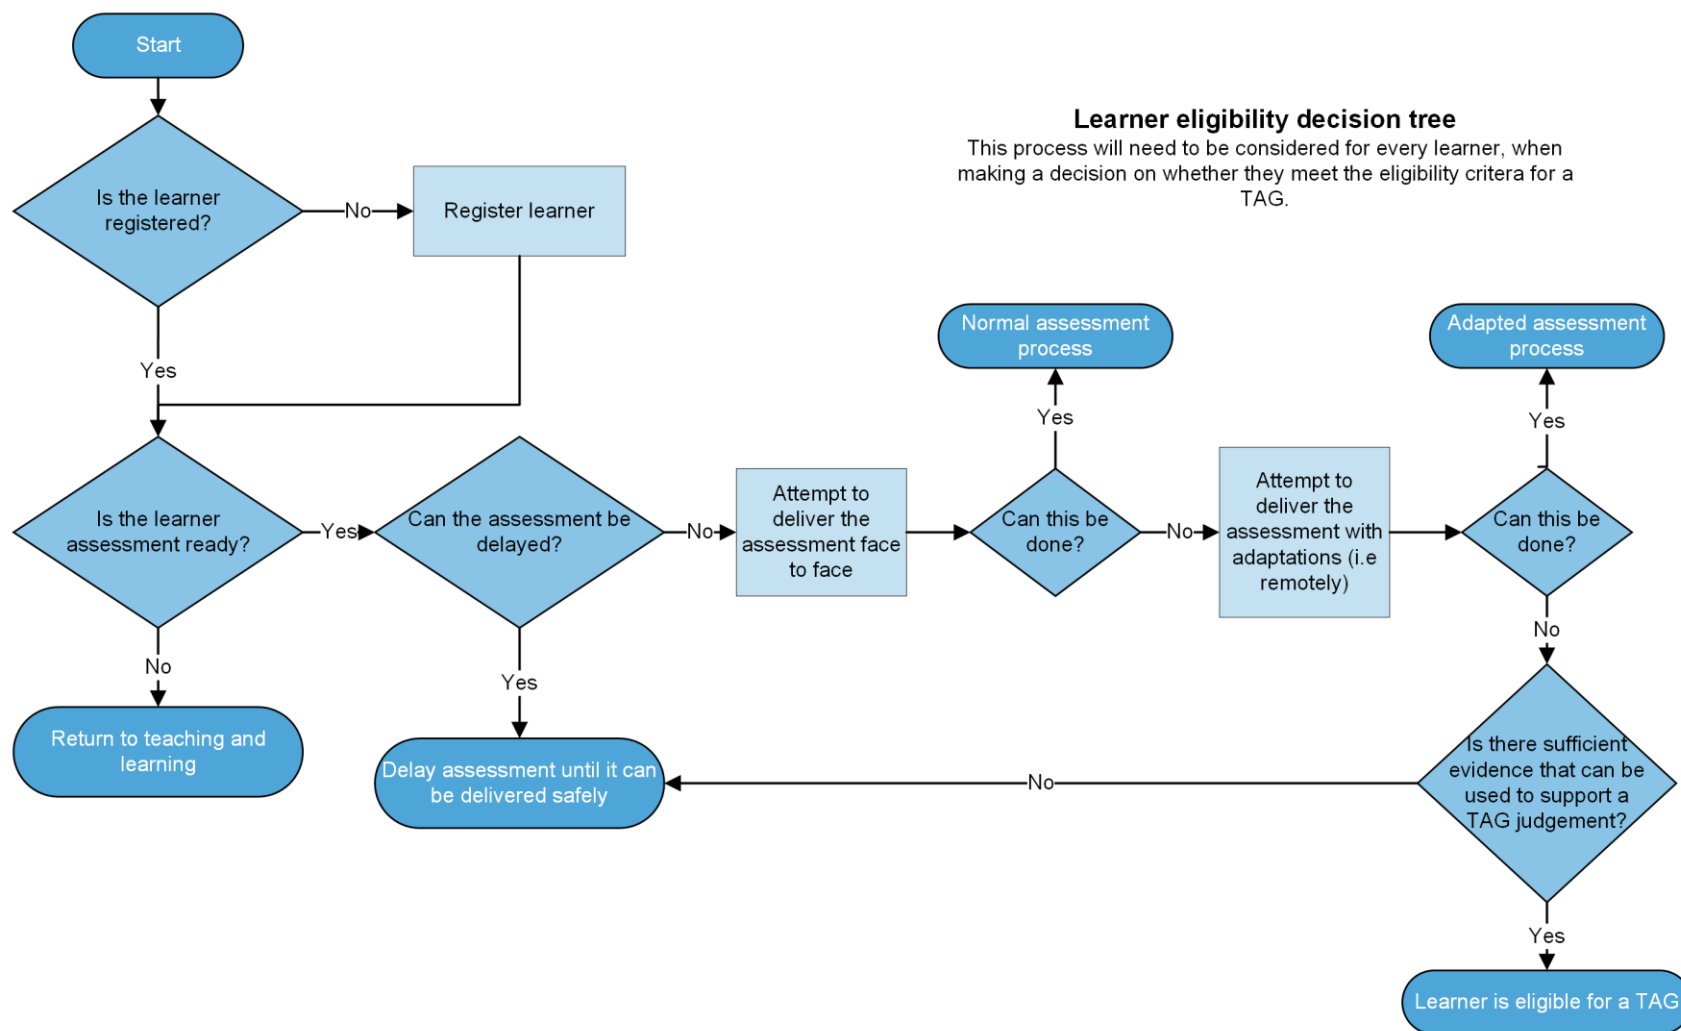 Start
Learner eligibility decision tree
This process will need to be considered for every learner, when
making a decision on whether they meet the eligibility critera for a
TAG.
Is the learner
registered?
No
Register learner
Yes
Normal assessment
process
Adapted assessment
process
Yes
Yes
Is the learner
assessment ready?
Yes
Can the assessment be
delayed?
No
Attempt to
deliver the
assessment face
to face
Can this be
done?
No
Attempt to
deliver the
assessment with
adaptations (i.e
remotely)
Can this be
done?
No
No
Yes
Return to teaching and
learning
Delay assessment until it can
be delivered safely
No
Is there sufficient
evidence that can be
used to support a
TAG judgement?
Yes
Learner is eligible for a TAG